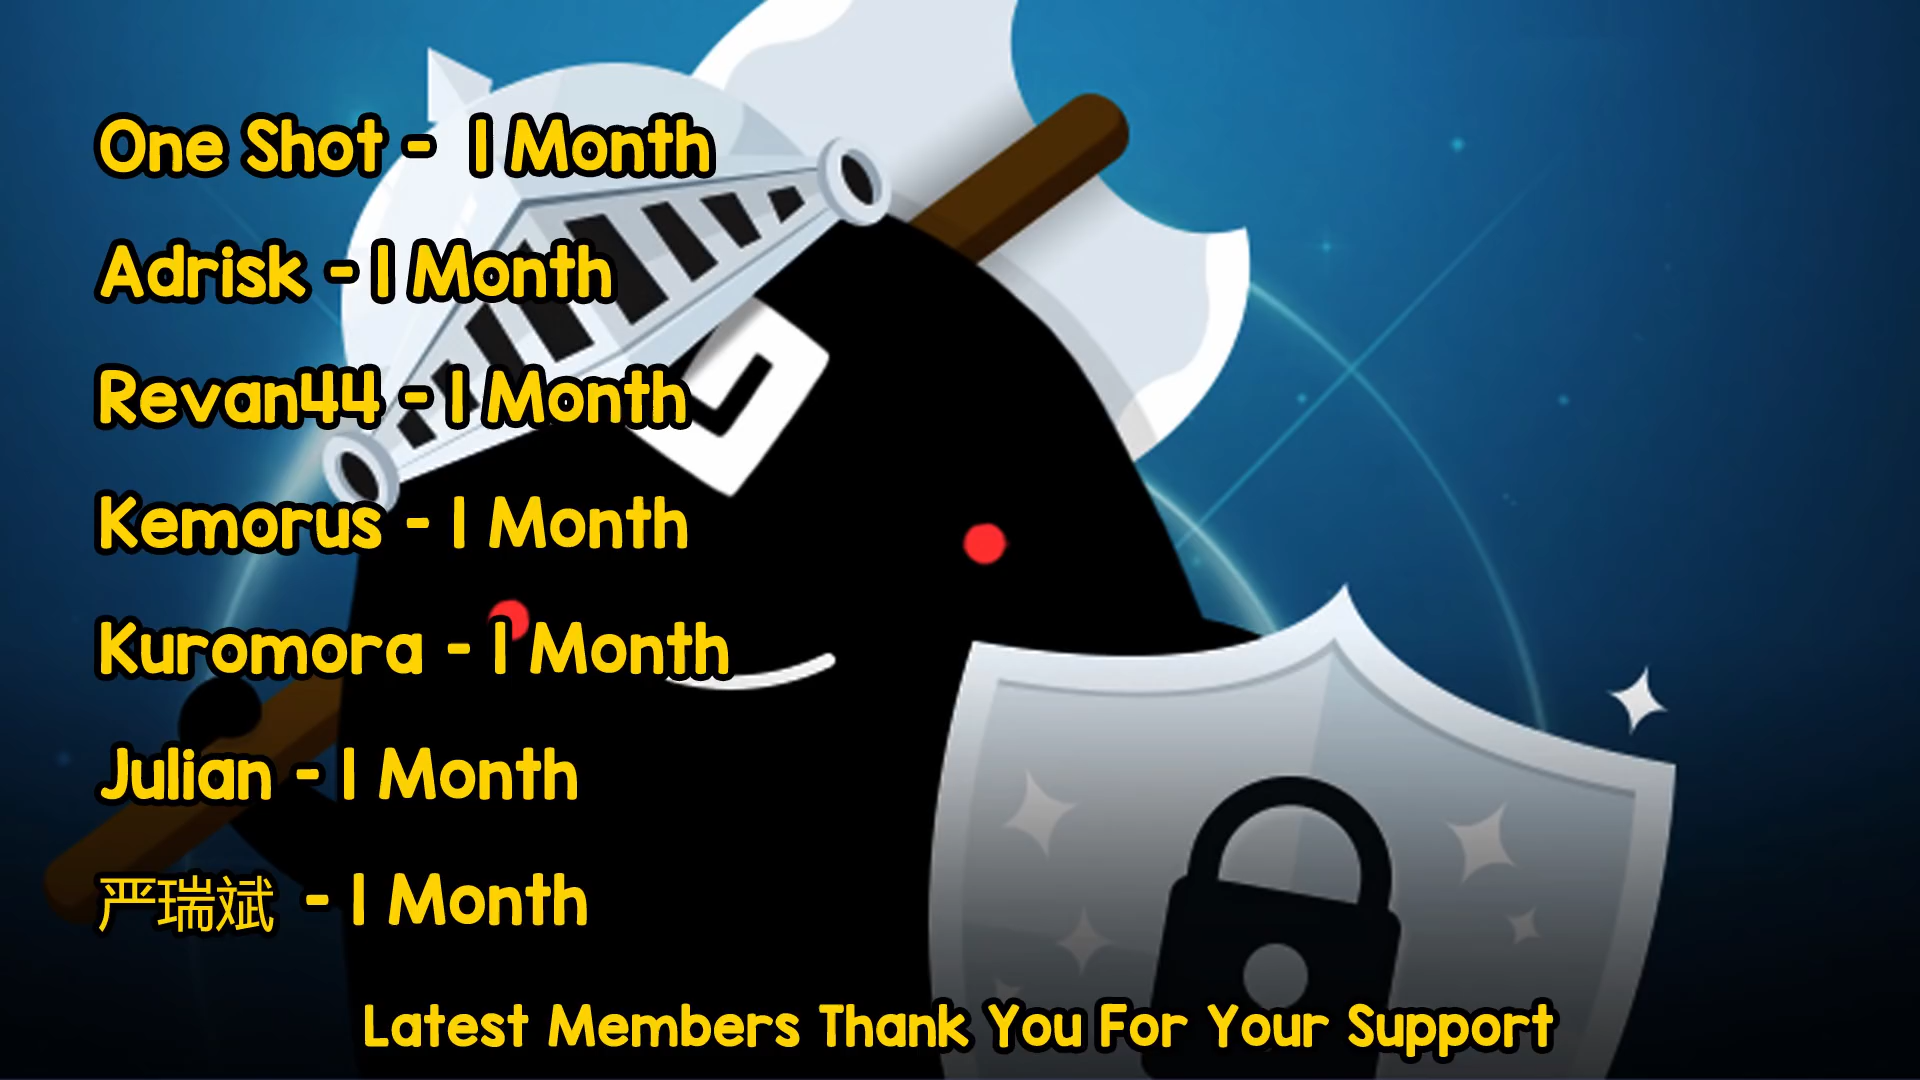 One Shot - 1 Month
Adrisk - 1 Month
Revan44 - 1 Month
Kemorus - 1 Month
Kuromora - 1 Month
Julian - 1 Month
严瑞斌 - 1 Month
Latest Members Thank You For Your Support